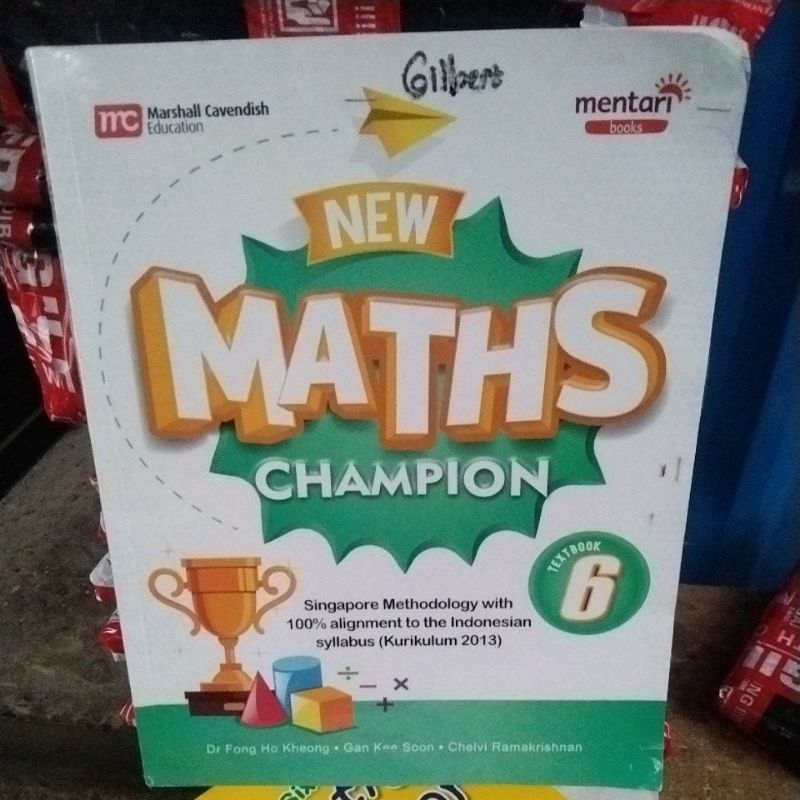 Gilbert
mc Marshall Cavendish
Education
mentari
books
NEW
MATHS
CHAMPION
TEXTBOOK
6
Singapore Methodology with
100% alignment to the Indonesian
syllabus (Kurikulum 2013)
Dr Fong Ho Kheong • Gan Kee Soon • Chelvi Ramakrishnan